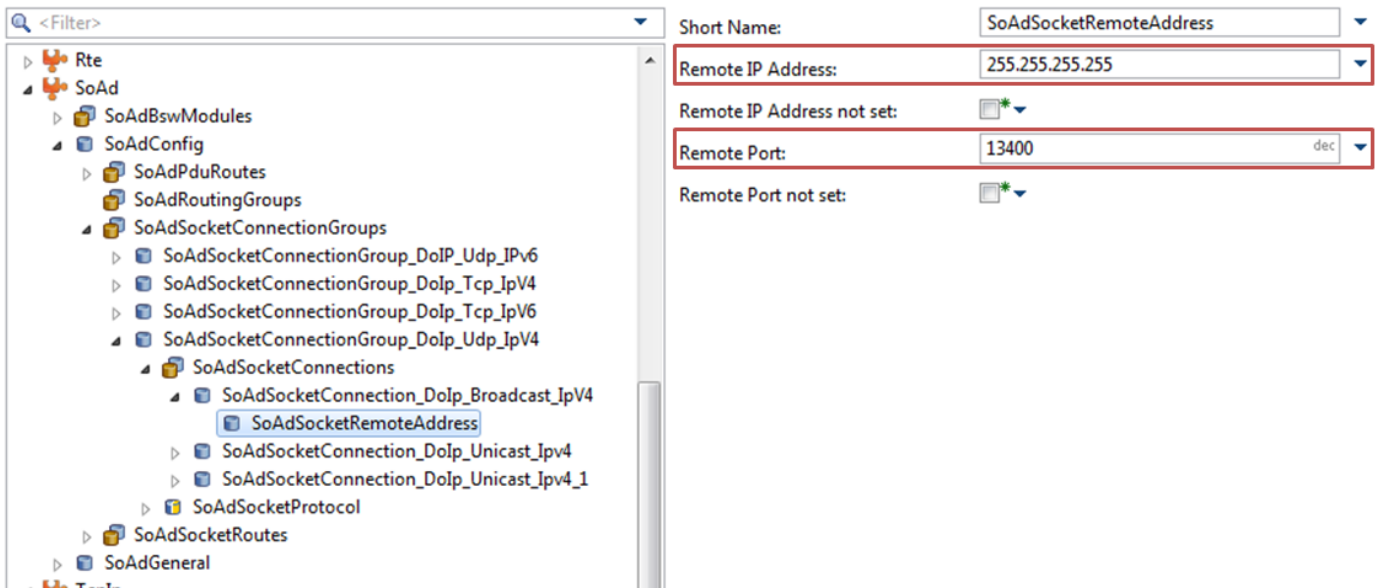 <Filter>
Rte
SoAd
SoAdBswModules
SoAdConfig
SoAdPduRoutes
SoAdRoutingGroups
SoAdSocketConnectionGroups
SoAdSocketConnectionGroup_DoIP_Udp_IPv6
SoAdSocketConnectionGroup_DoIp_Tcp_IpV4
SoAdSocketConnectionGroup_DoIp_Tcp_IpV6
SoAdSocketConnectionGroup_DoIp_Udp_IpV4
SoAdSocketConnections
SoAdSocketConnection_DoIp_Broadcast_IpV4
SoAdSocketRemoteAddress
SoAdSocketConnection_DoIp_Unicast_Ipv4
SoAdSocketConnection_DoIp_Unicast_Ipv4_1
SoAdSocketProtocol
SoAdSocketRoutes
SoAdGeneral
TcpIp
Short Name: SoAdSocketRemoteAddress
Remote IP Address: 255.255.255.255
Remote IP Address not set:
Remote Port: 13400 dec
Remote Port not set: